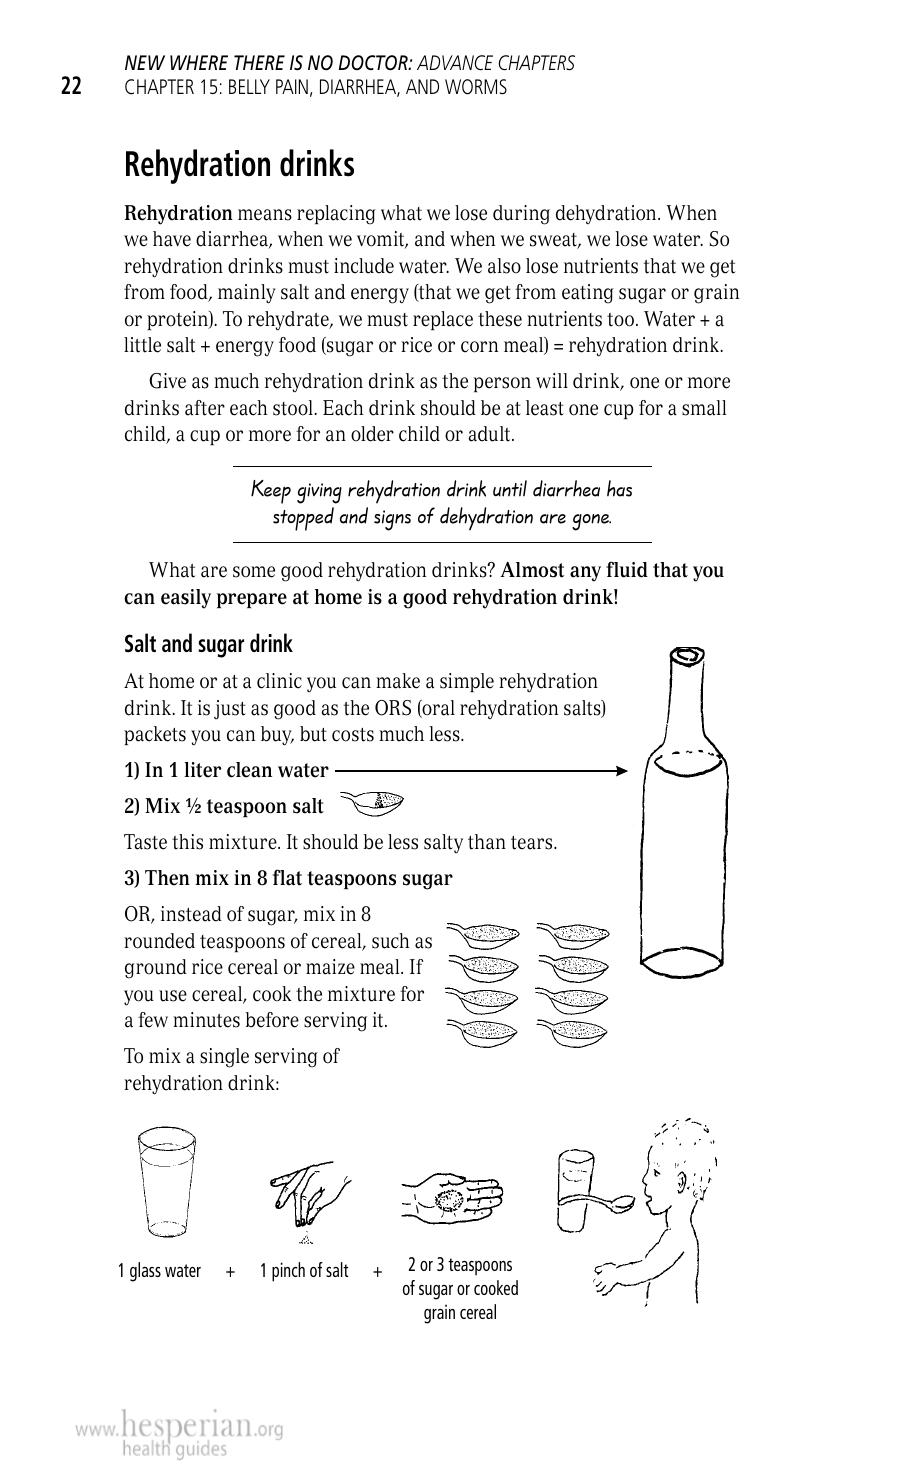 NEW WHERE THERE IS NO DOCTOR: ADVANCE CHAPTERS
22 CHAPTER 15: BELLY PAIN, DIARRHEA, AND WORMS
Rehydration drinks
Rehydration means replacing what we lose during dehydration. When
we have diarrhea, when we vomit, and when we sweat, we lose water. So
rehydration drinks must include water. We also lose nutrients that we get
from food, mainly salt and energy (that we get from eating sugar or grain
or protein). To rehydrate, we must replace these nutrients too. Water + a
little salt + energy food (sugar or rice or corn meal) = rehydration drink.
Give as much rehydration drink as the person will drink, one or more
drinks after each stool. Each drink should be at least one cup for a small
child, a cup or more for an older child or adult.
Keep giving rehydration drink until diarrhea has
stopped and signs of dehydration are gone.
What are some good rehydration drinks? Almost any fluid that you
can easily prepare at home is a good rehydration drink!
Salt and sugar drink
At home or at a clinic you can make a simple rehydration
drink. It is just as good as the ORS (oral rehydration salts)
packets you can buy, but costs much less.
1) In 1 liter clean water
2) Mix ½ teaspoon salt
Taste this mixture. It should be less salty than tears.
3) Then mix in 8 flat teaspoons sugar
OR, instead of sugar, mix in 8
rounded teaspoons of cereal, such as
ground rice cereal or maize meal. If
you use cereal, cook the mixture for
a few minutes before serving it.
To mix a single serving of
rehydration drink:
1 glass water + 1 pinch of salt + 2 or 3 teaspoons
of sugar or cooked
grain cereal
www.hesperian.org
health guides